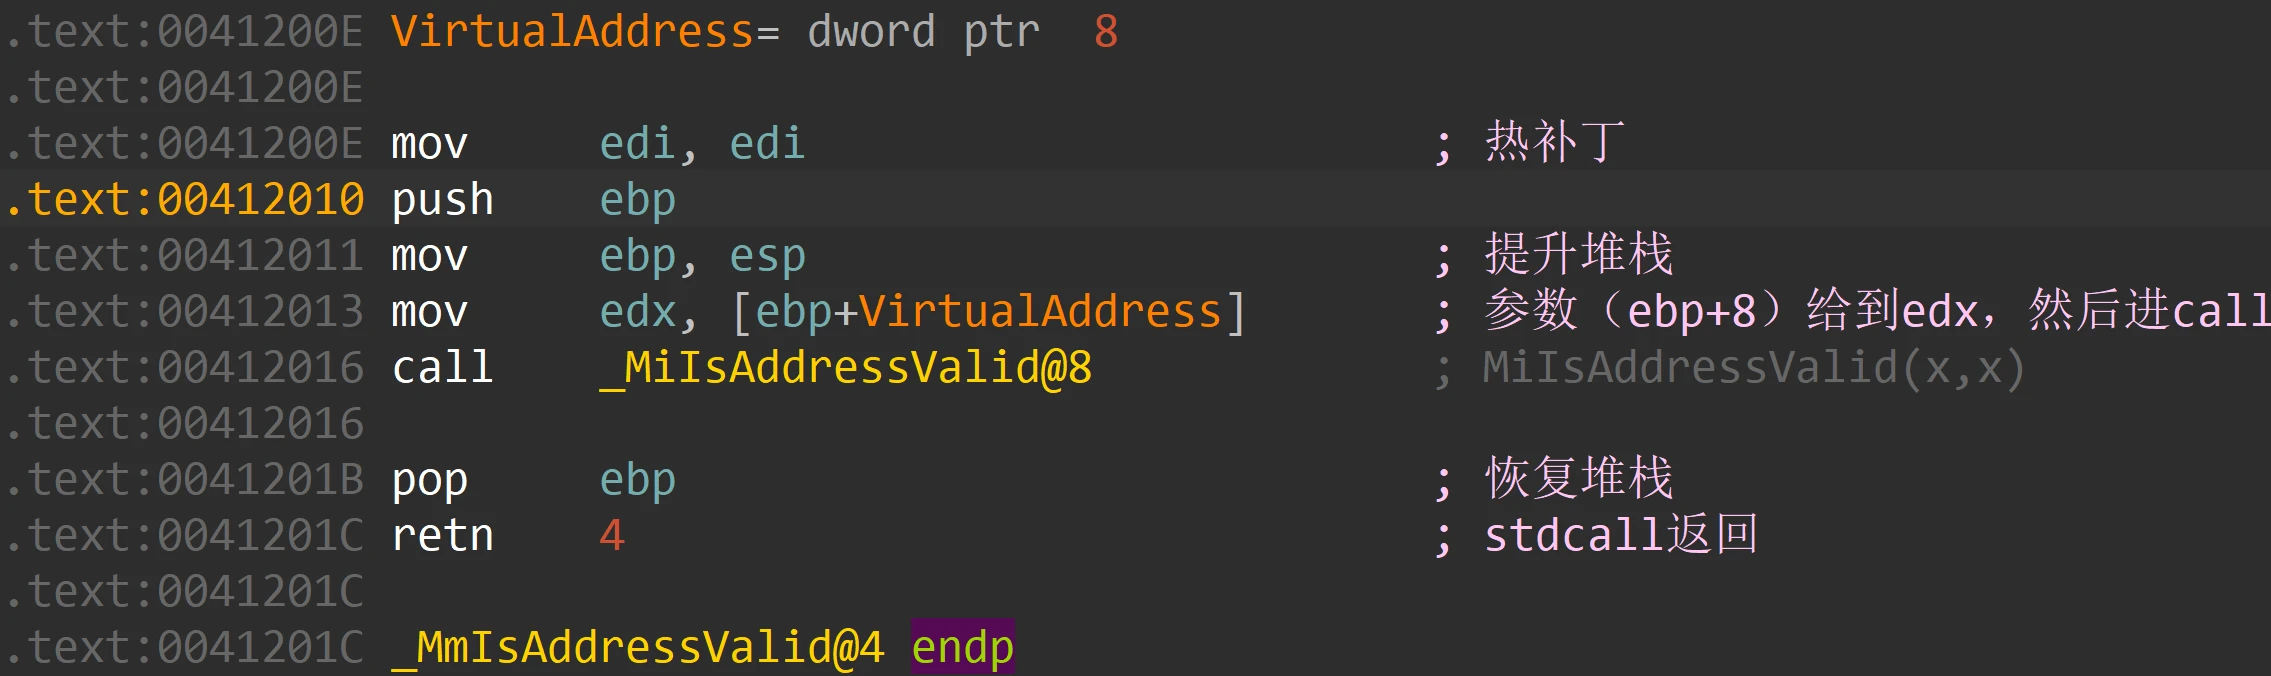 .text:0041200E VirtualAddress= dword ptr  8
.text:0041200E
.text:0041200E mov     edi, edi                        ; 热补丁
.text:00412010 push    ebp
.text:00412011 mov     ebp, esp                        ; 提升堆栈
.text:00412013 mov     edx, [ebp+VirtualAddress]       ; 参数（ebp+8）给到edx，然后进call
.text:00412016 call    _MiIsAddressValid@8             ; MiIsAddressValid(x,x)
.text:00412016
.text:0041201B pop     ebp                             ; 恢复堆栈
.text:0041201C retn    4                               ; stdcall返回
.text:0041201C
.text:0041201C _MmIsAddressValid@4 endp